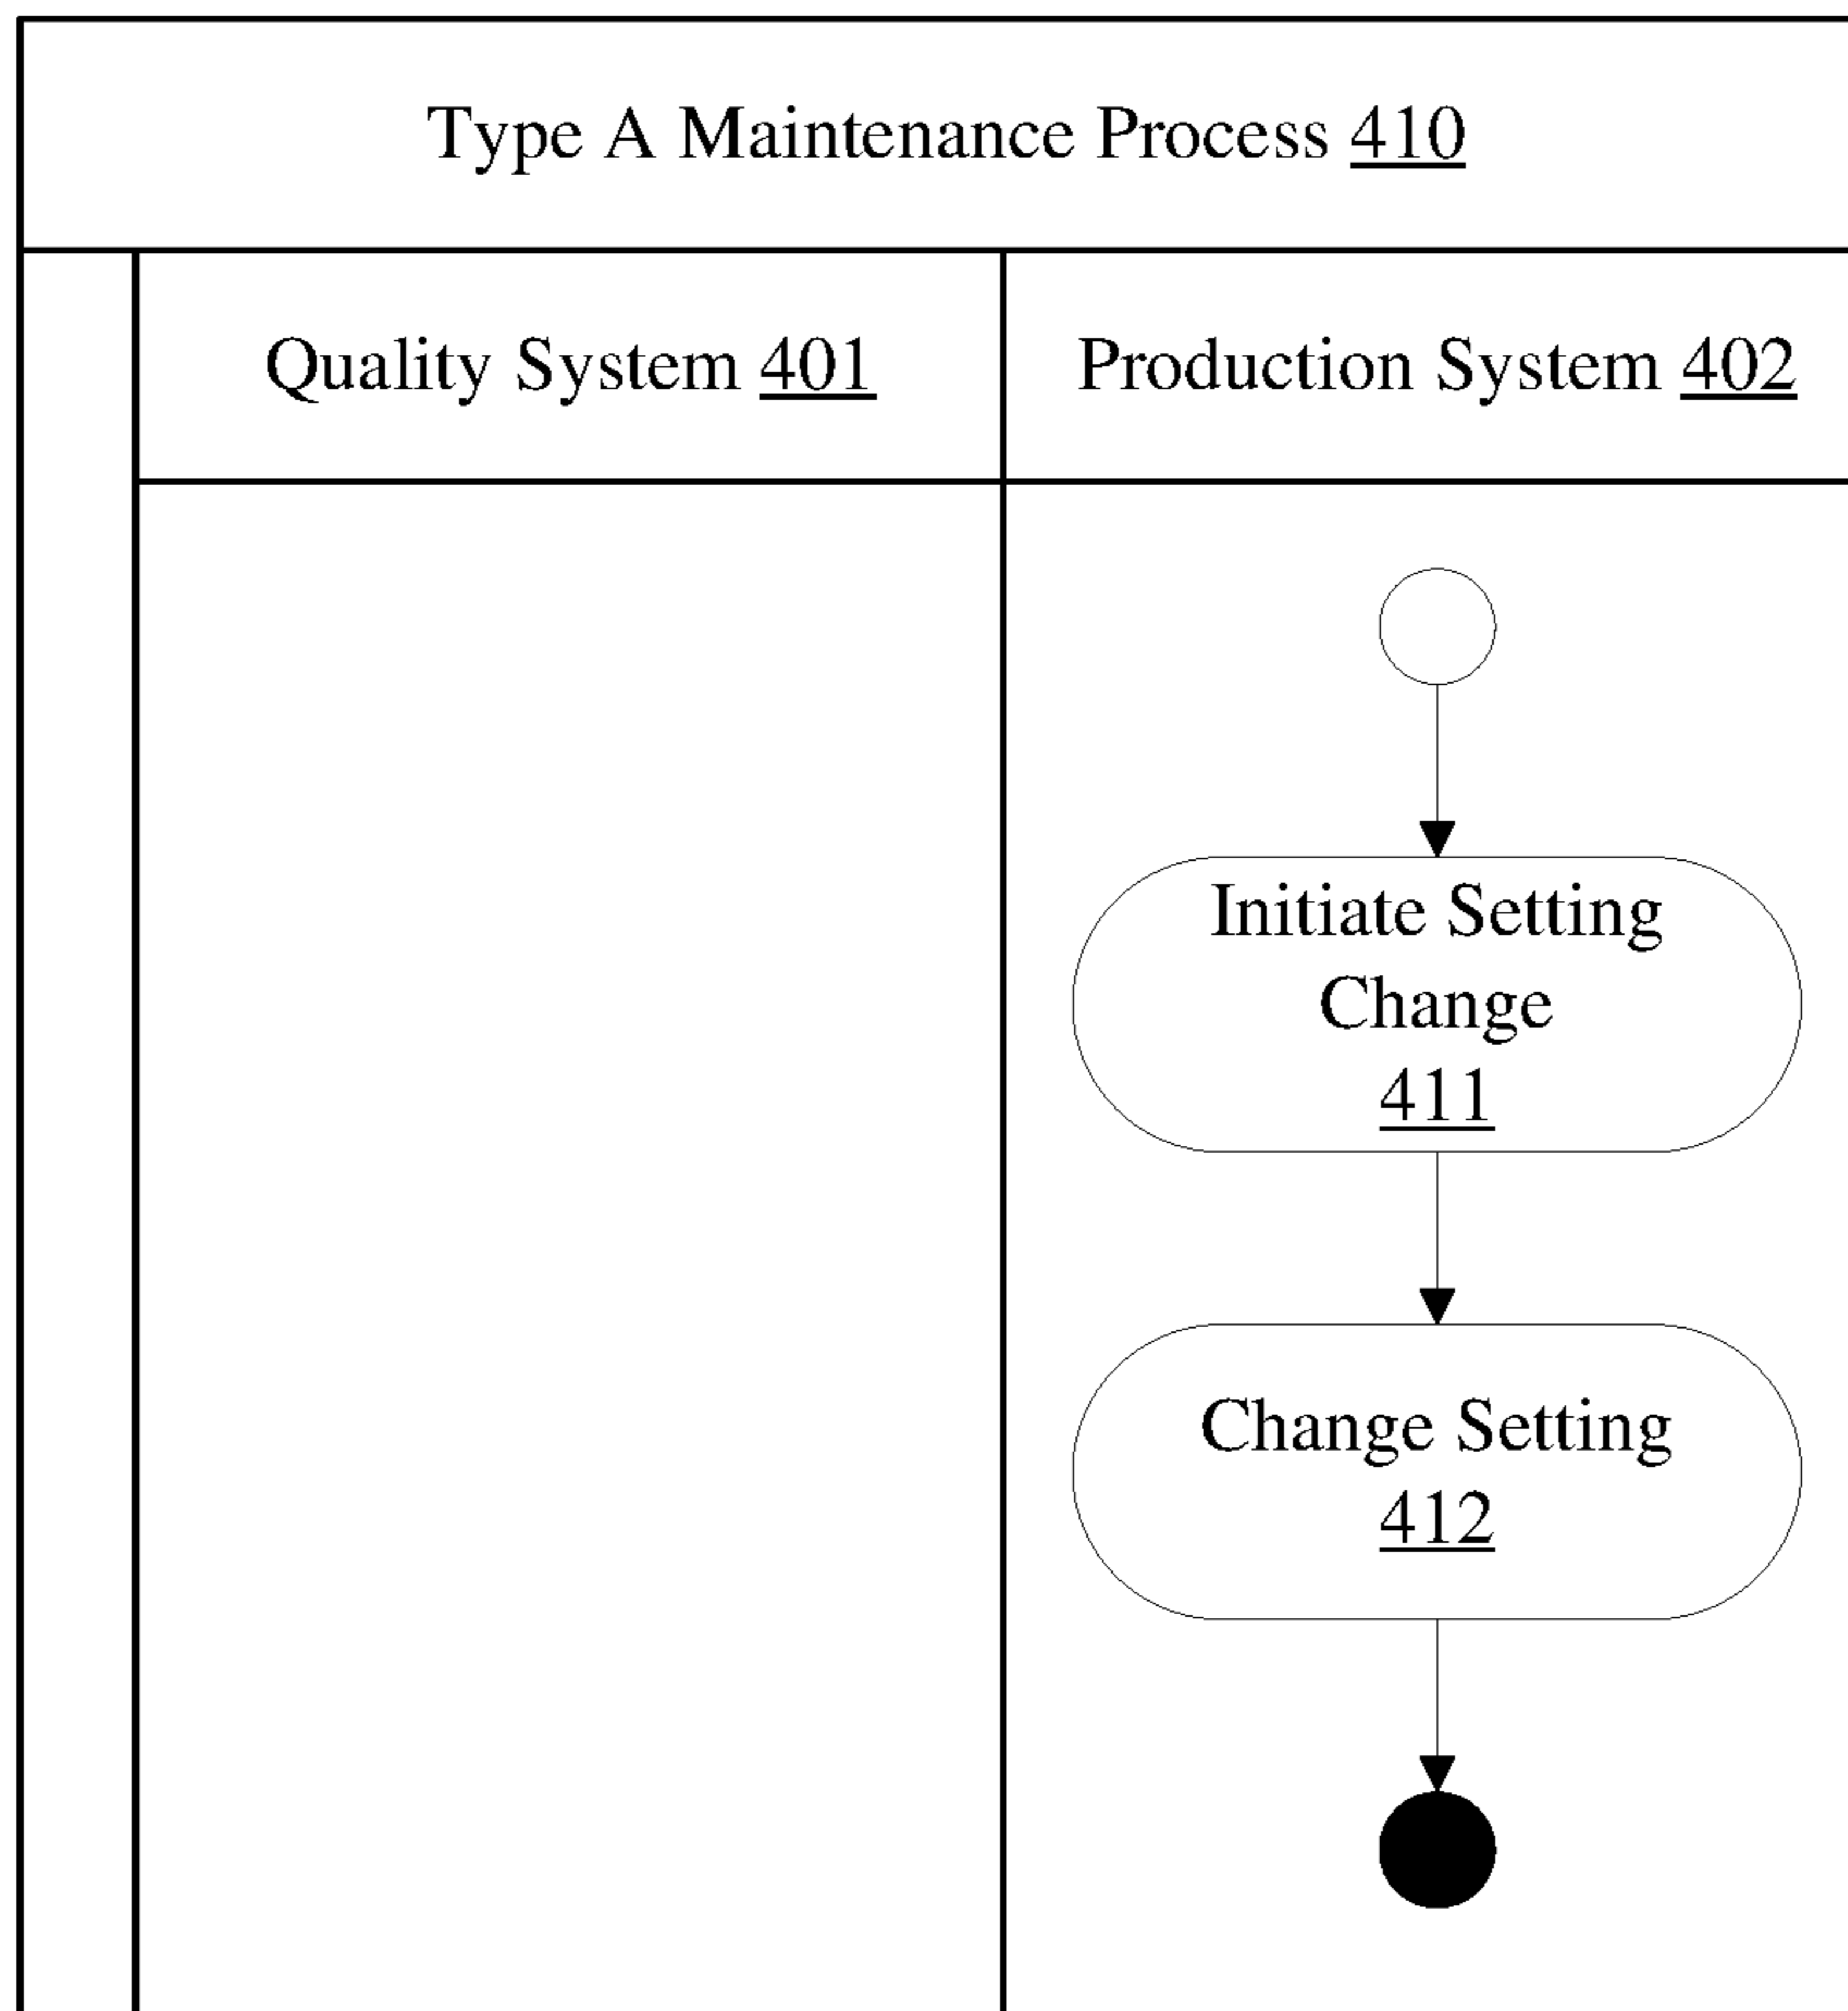 Type A Maintenance Process 410
Quality System 401
Production System 402
Initiate Setting
Change
411
Change Setting
412